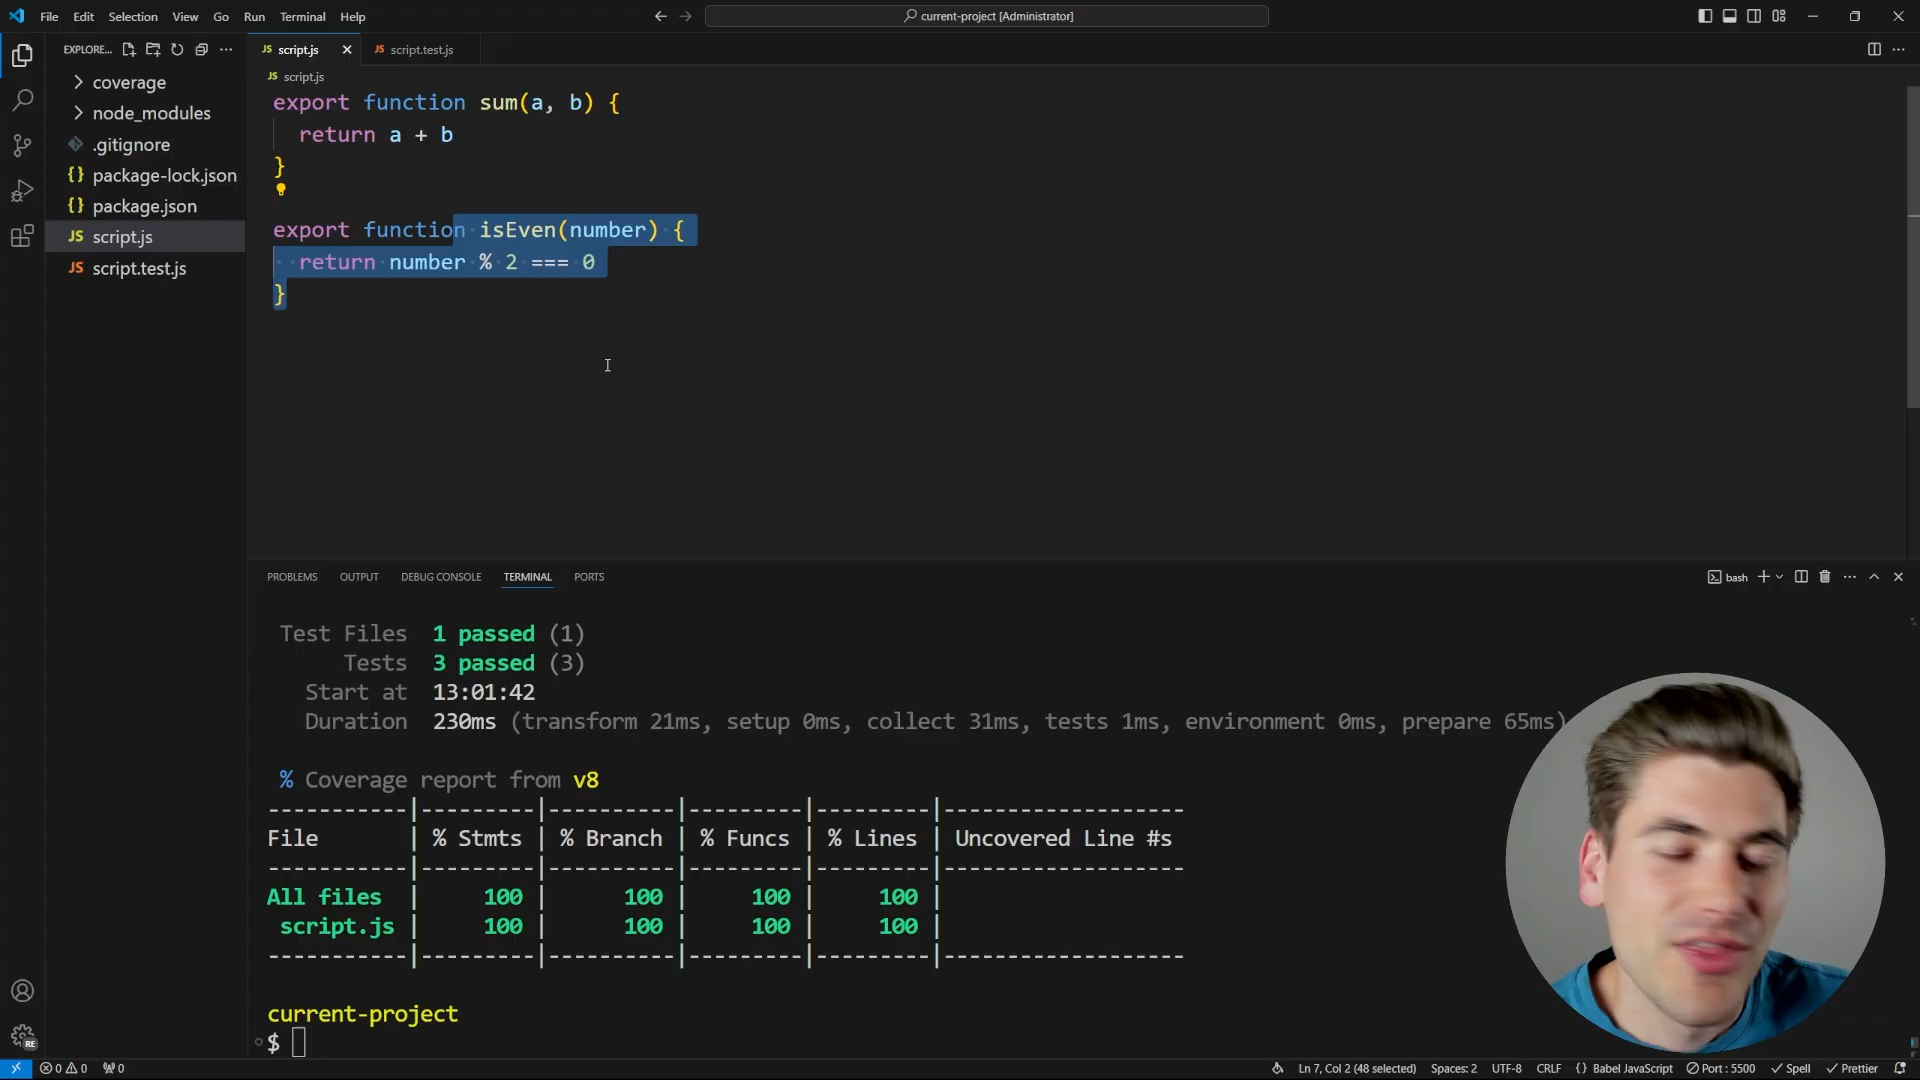 File Edit Selection View Go Run Terminal Help
current-project [Administrator]
EXPLORE...
JS script.js
JS script.test.js
coverage
node_modules
.gitignore
{} package-lock.json
{} package.json
JS script.js
JS script.test.js
JS script.js
export function sum(a, b) {
return a + b
}
export function isEven(number) {
return number % 2 === 0
}
PROBLEMS OUTPUT DEBUG CONSOLE TERMINAL PORTS
bash
Test Files 1 passed (1)
Tests 3 passed (3)
Start at 13:01:42
Duration 230ms (transform 21ms, setup 0ms, collect 31ms, tests 1ms, environment 0ms, prepare 65ms)
% Coverage report from v8
-----------|---------|----------|---------|---------|-------------------
File | % Stmts | % Branch | % Funcs | % Lines | Uncovered Line #s
-----------|---------|----------|---------|---------|-------------------
All files | 100 | 100 | 100 | 100 |
script.js | 100 | 100 | 100 | 100 |
-----------|---------|----------|---------|---------|-------------------
current-project
$
RE
0 0 0
Ln 7, Col 2 (48 selected) Spaces: 2 UTF-8 CRLF {} Babel JavaScript Port : 5500 Spell Prettier